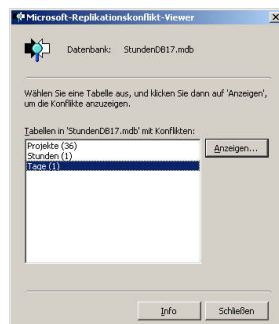 Microsoft-Replikationskonflikt-Viewer
Datenbank: StundenDB17.mdb
Wählen Sie eine Tabelle aus, und klicken Sie dann auf 'Anzeigen',
um die Konflikte anzuzeigen.
Tabellen in 'StundenDB17.mdb' mit Konflikten:
Projekte (36)
Stunden (1)
Tage (1)
Anzeigen...
Info
Schließen